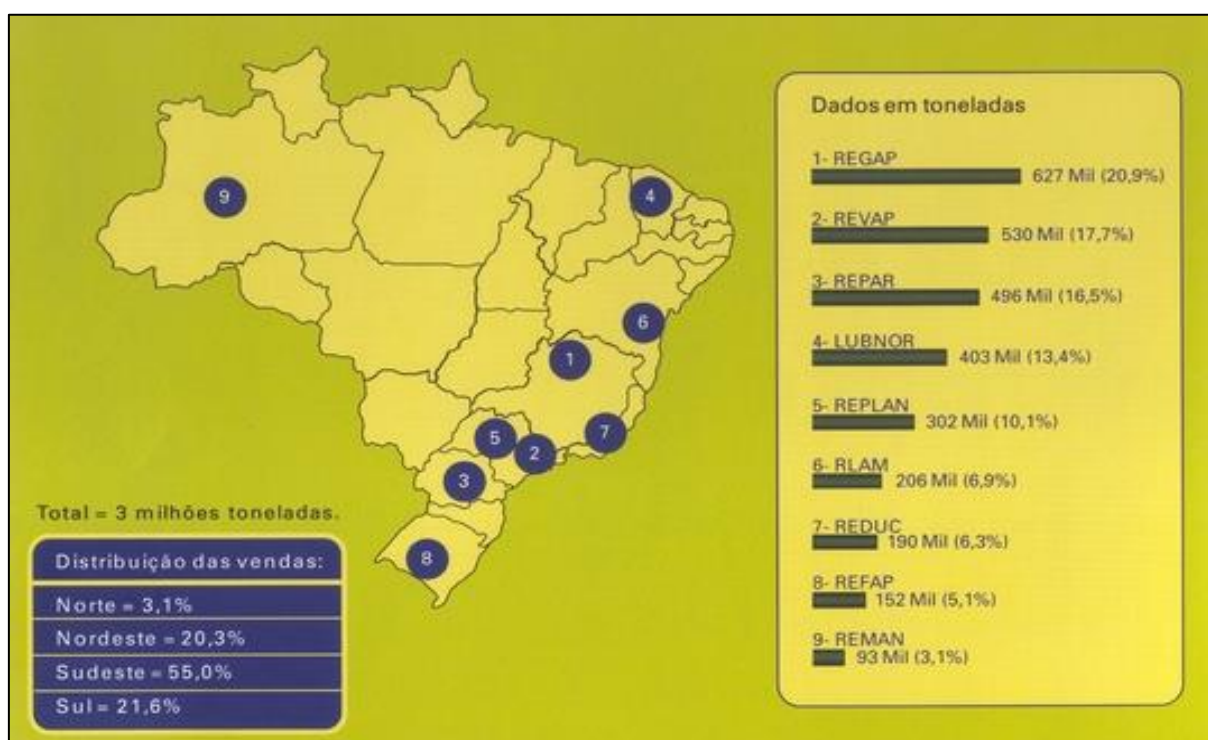 9
4
6
1
7
5
2
3
8
Total = 3 milhões toneladas.
Distribuição das vendas:
Norte = 3,1%
Nordeste = 20,3%
Sudeste = 55,0%
Sul = 21,6%
Dados em toneladas
1- REGAP
627 Mil (20,9%)
2- REVAP
530 Mil (17,7%)
3- REPAR
496 Mil (16,5%)
4- LUBNOR
403 Mil (13,4%)
5- REPLAN
302 Mil (10,1%)
6- RLAM
206 Mil (6,9%)
7- REDUC
190 Mil (6,3%)
8- REFAP
152 Mil (5,1%)
9- REMAN
93 Mil (3,1%)